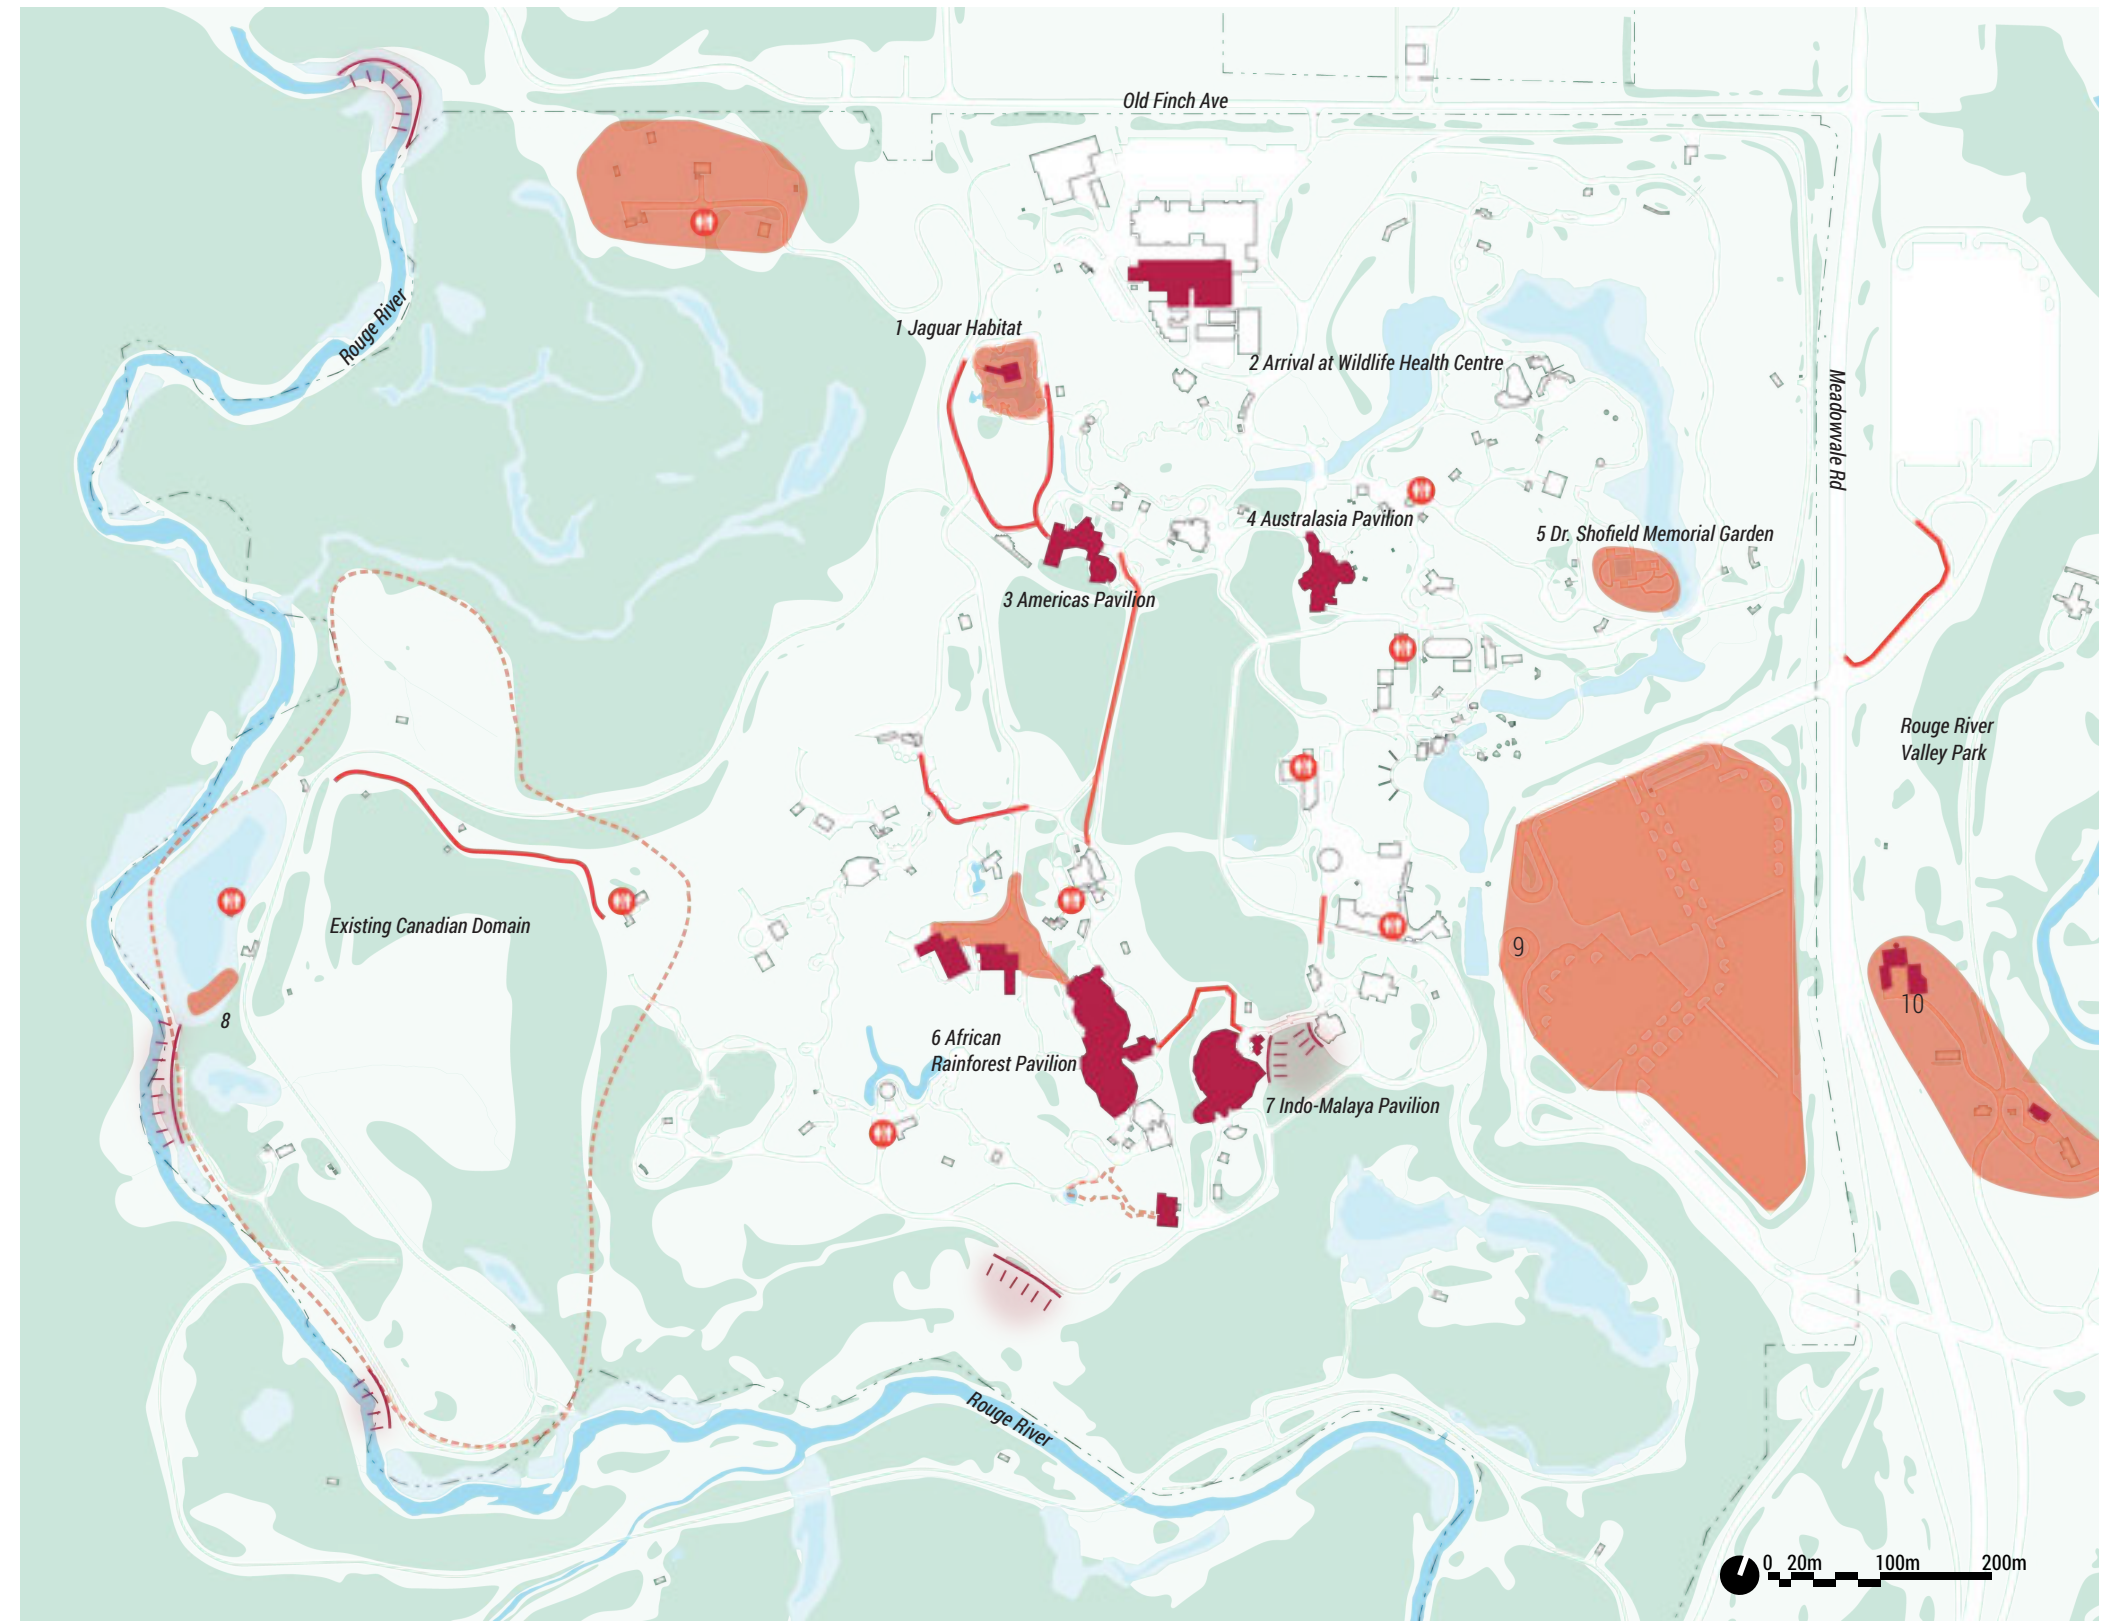 Old Finch Ave
Rouge River
1 Jaguar Habitat
2 Arrival at Wildlife Health Centre
Meadowvale Rd
4 Australasia Pavilion
5 Dr. Shofield Memorial Garden
3 Americas Pavilion
Rouge River
Valley Park
Existing Canadian Domain
9
10
8
6 African
Rainforest Pavilion
7 Indo-Malaya Pavilion
Rouge River
0 20m 100m 200m